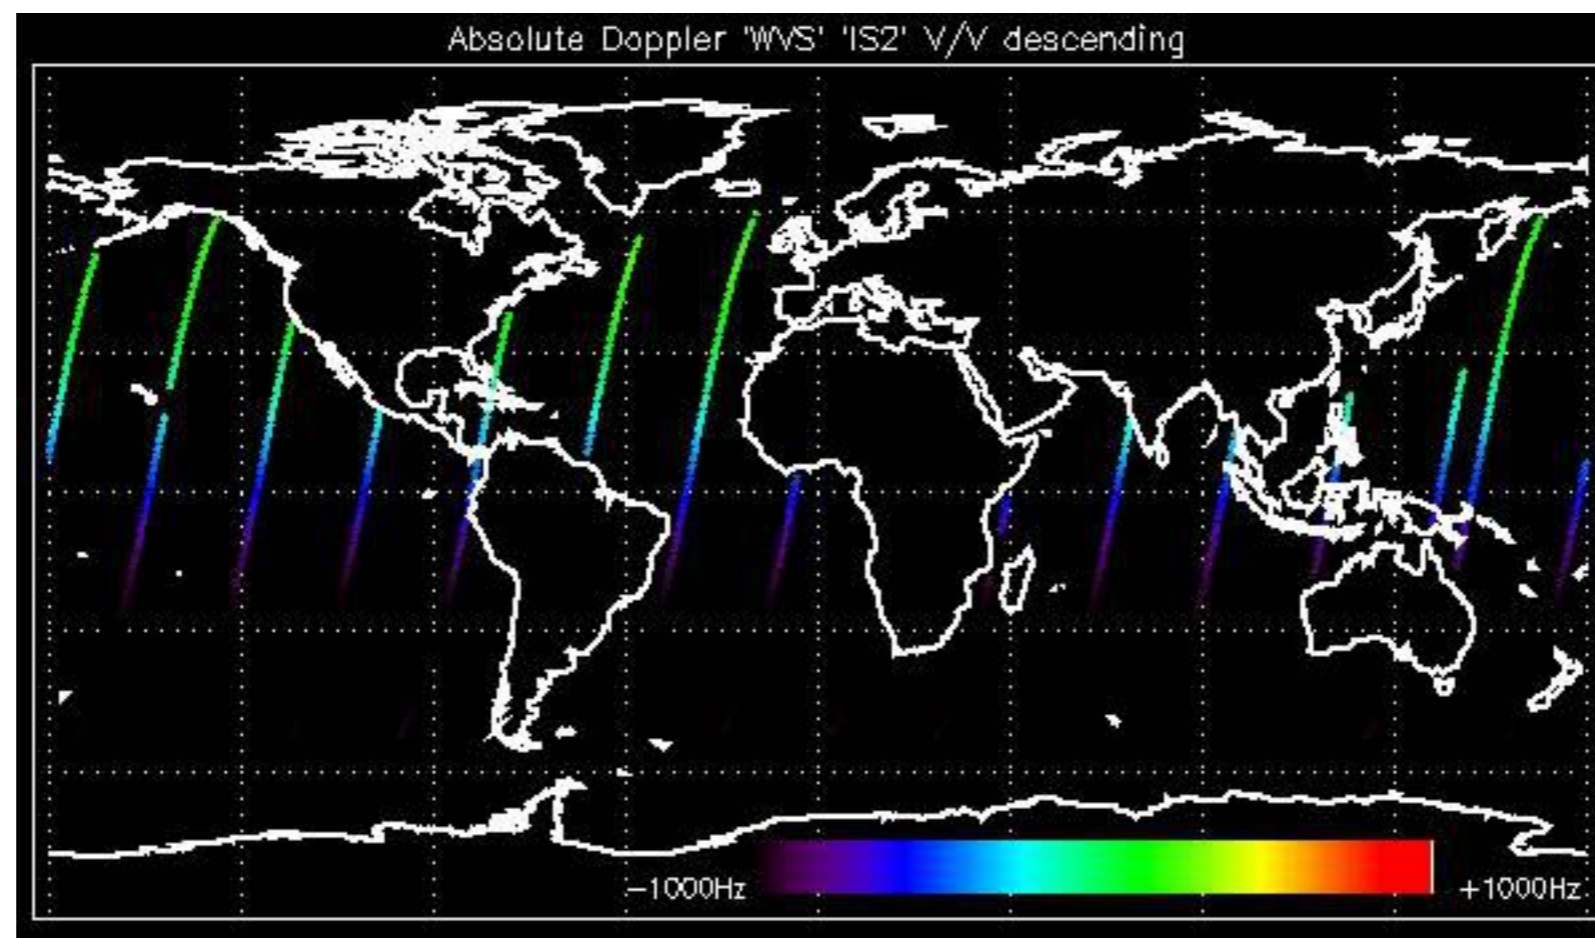 Absolute Doppler 'WVS' 'IS2' V/V descending
−1000Hz +1000Hz